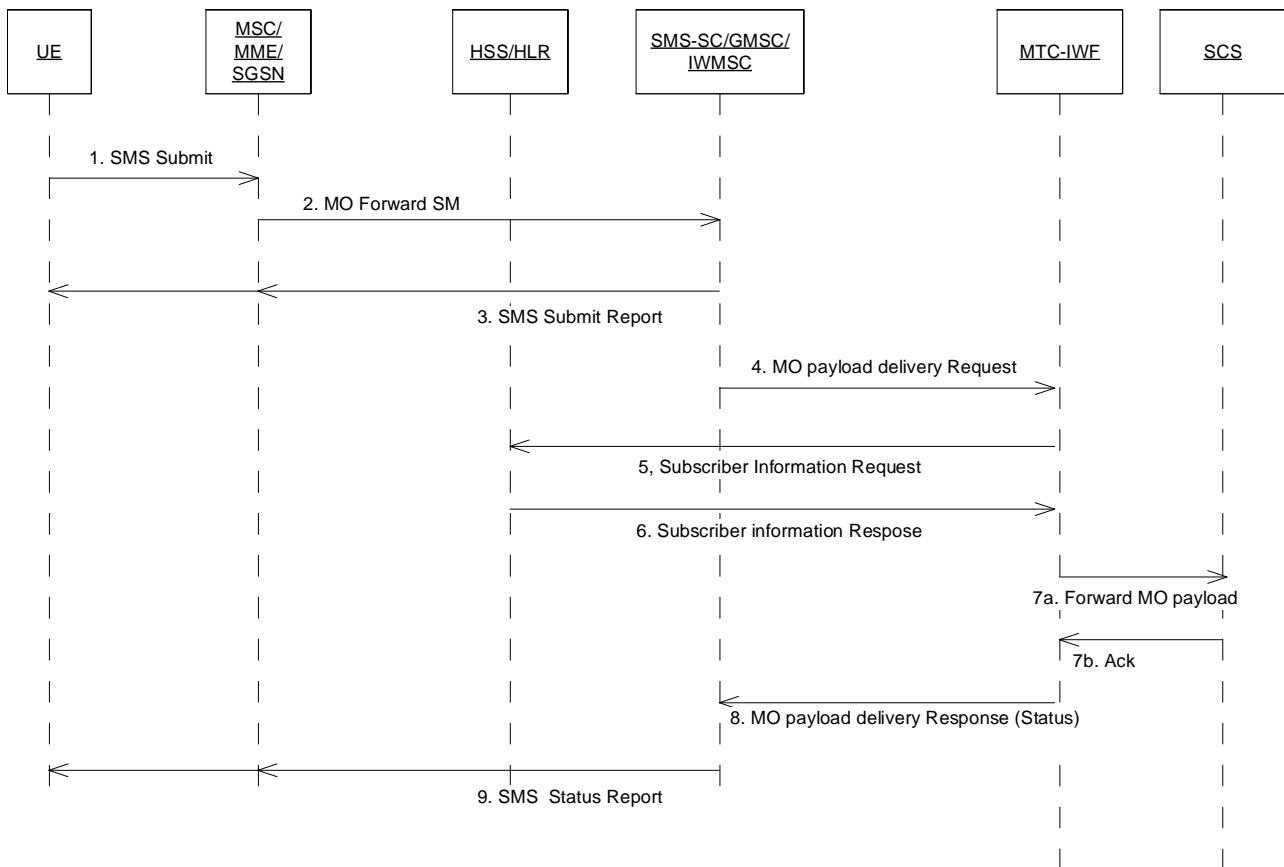 UE
MSC/
MME/
SGSN
HSS/HLR
SMS-SC/GMSC/
IWMSC
MTC-IWF
SCS
1. SMS Submit
2. MO Forward SM
3. SMS Submit Report
4. MO payload delivery Request
5, Subscriber Information Request
6. Subscriber information Respose
7a. Forward MO payload
7b. Ack
8. MO payload delivery Response (Status)
9. SMS Status Report